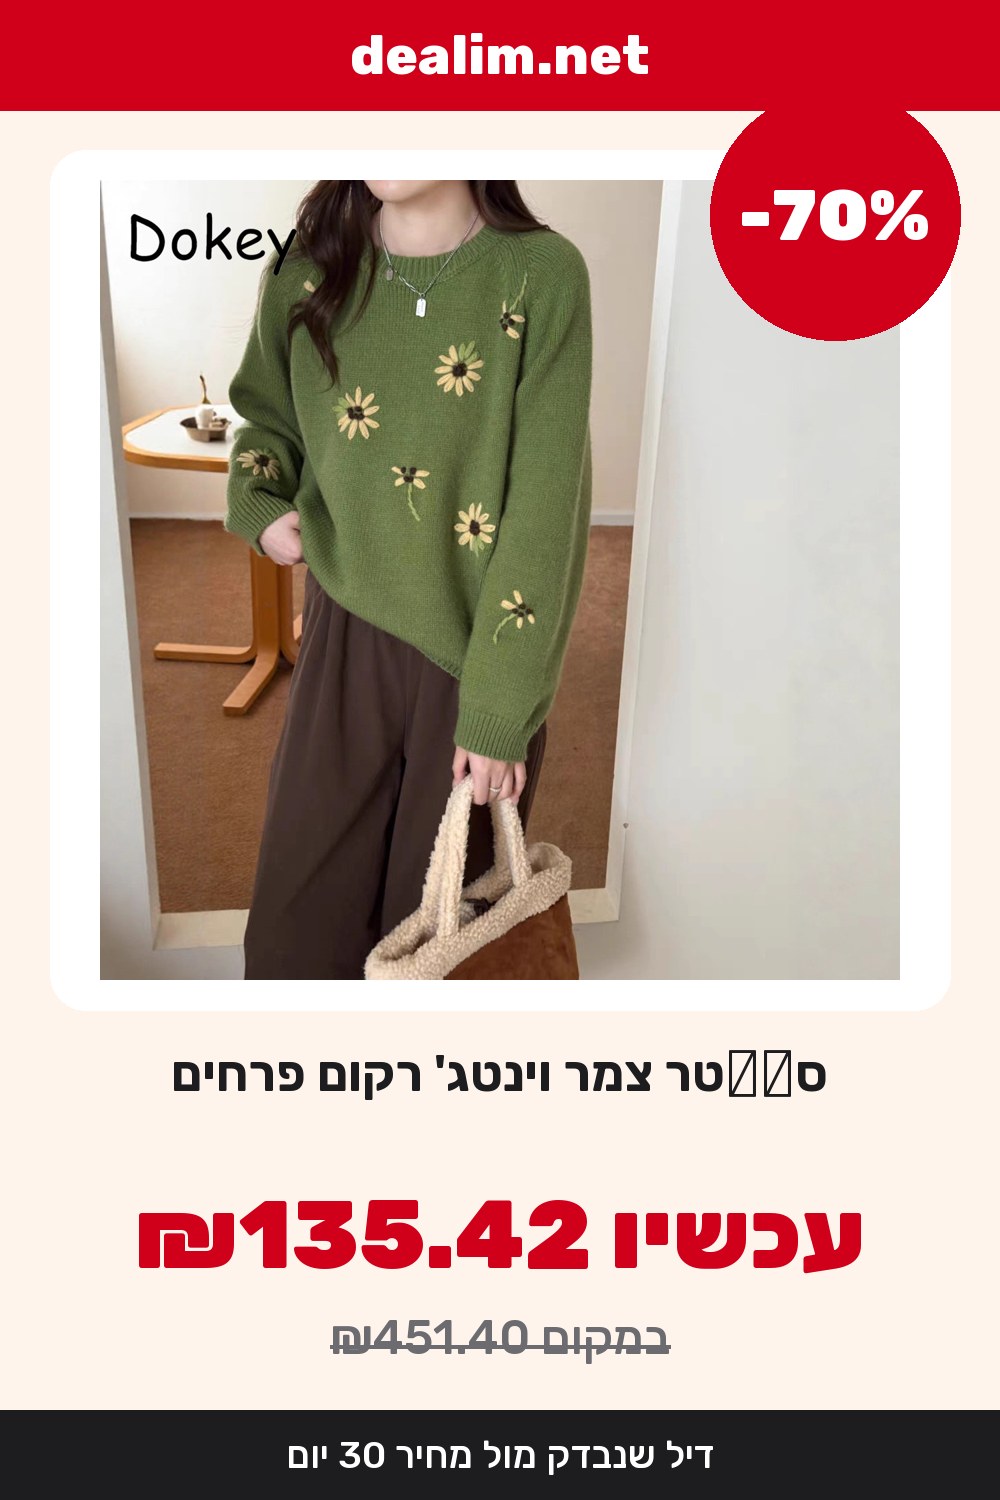 dealim.net
-70%
Dokey
צמר וינטג' רקום פרחים
עכשיו 135.42₪
במקום 451.40₪
דיל שנבדק מול מחיר 30 יום